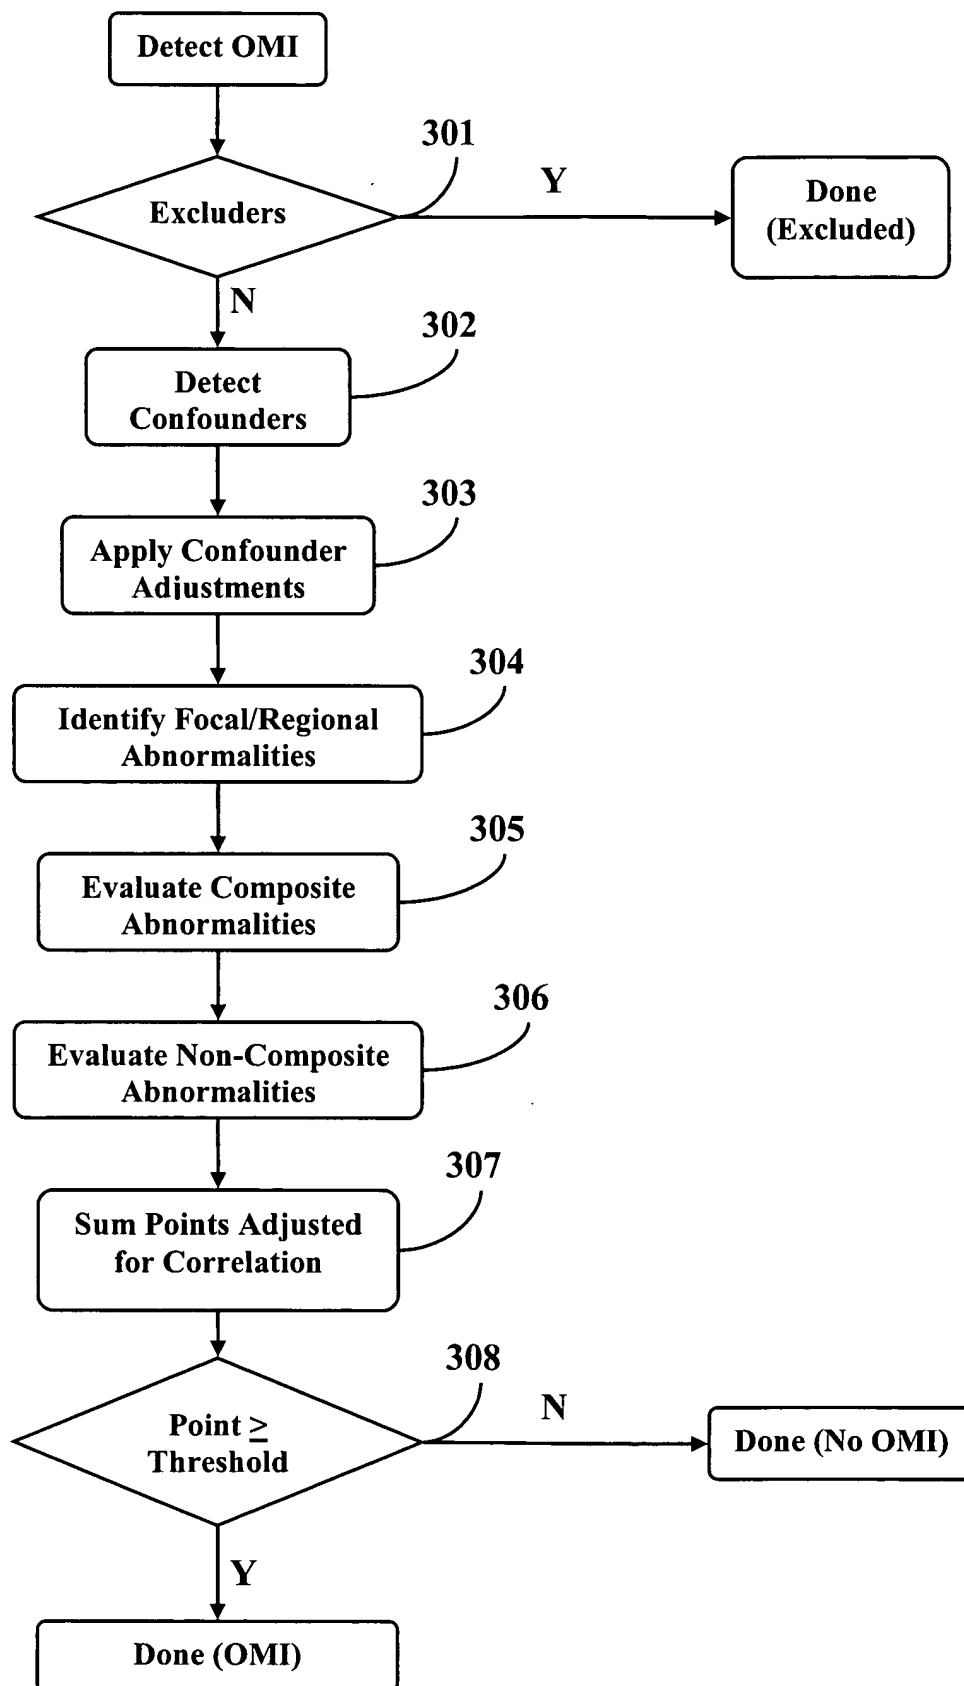 Detect OMI
301
Excluders
Y
Done
(Excluded)
N
302
Detect
Confounders
303
Apply Confounder
Adjustments
304
Identify Focal/Regional
Abnormalities
305
Evaluate Composite
Abnormalities
306
Evaluate Non-Composite
Abnormalities
307
Sum Points Adjusted
for Correlation
308
Point ≥
Threshold
N
Done (No OMI)
Y
Done (OMI)